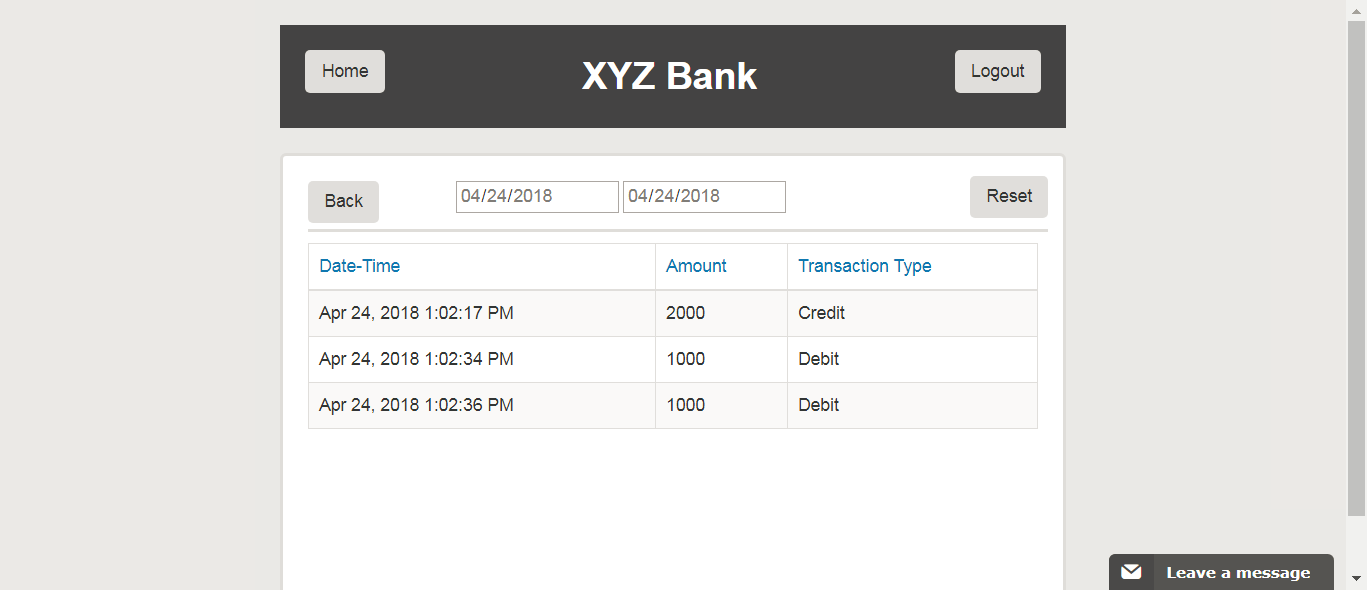 Home XYZ Bank Logout
Back 04/24/2018 04/24/2018 Reset
Date-Time Amount Transaction Type
Apr 24, 2018 1:02:17 PM 2000 Credit
Apr 24, 2018 1:02:34 PM 1000 Debit
Apr 24, 2018 1:02:36 PM 1000 Debit
Leave a message